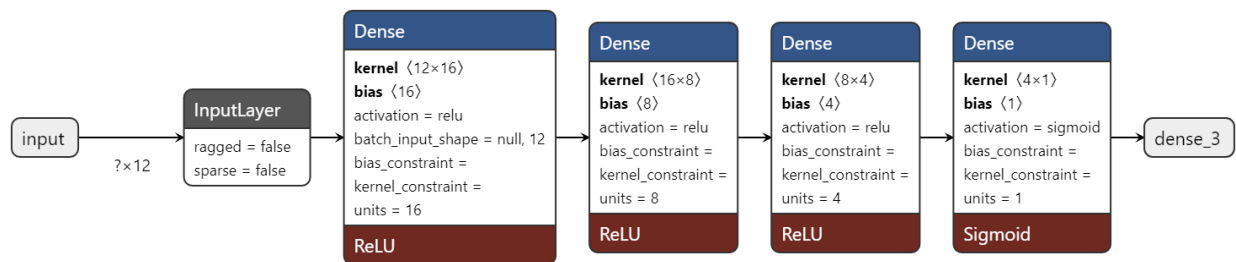 input
?×12
InputLayer
ragged = false
sparse = false
Dense
kernel 〈12×16〉
bias 〈16〉
activation = relu
batch_input_shape = null, 12
bias_constraint =
kernel_constraint =
units = 16
ReLU
Dense
kernel 〈16×8〉
bias 〈8〉
activation = relu
bias_constraint =
kernel_constraint =
units = 8
ReLU
Dense
kernel 〈8×4〉
bias 〈4〉
activation = relu
bias_constraint =
kernel_constraint =
units = 4
ReLU
Dense
kernel 〈4×1〉
bias 〈1〉
activation = sigmoid
bias_constraint =
kernel_constraint =
units = 1
Sigmoid
dense_3